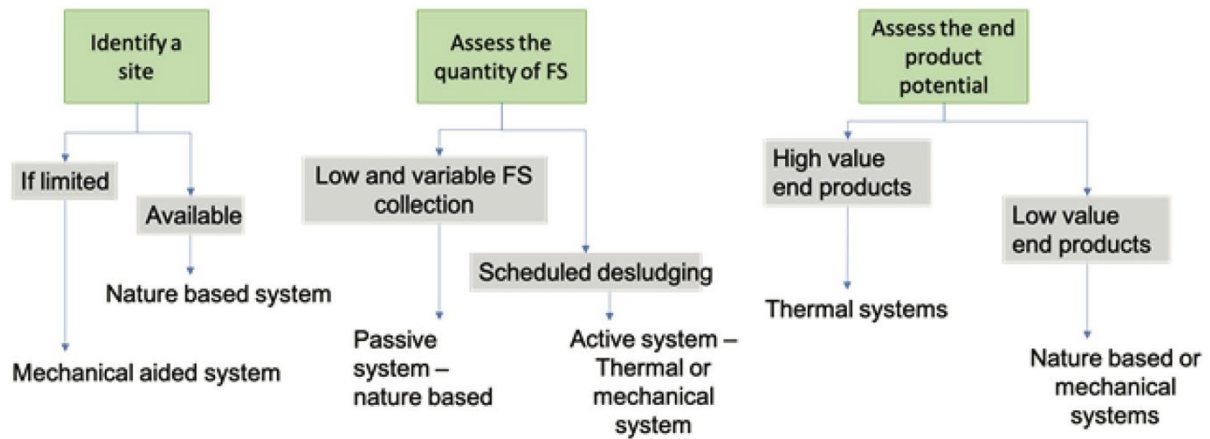 Identify a
site
If limited
Available
Nature based system
Mechanical aided system
Assess the
quantity of FS
Low and variable FS
collection
Scheduled desludging
Passive
system –
nature based
Active system –
Thermal or
mechanical
system
Assess the end
product
potential
High value
end products
Low value
end products
Thermal systems
Nature based or
mechanical
systems